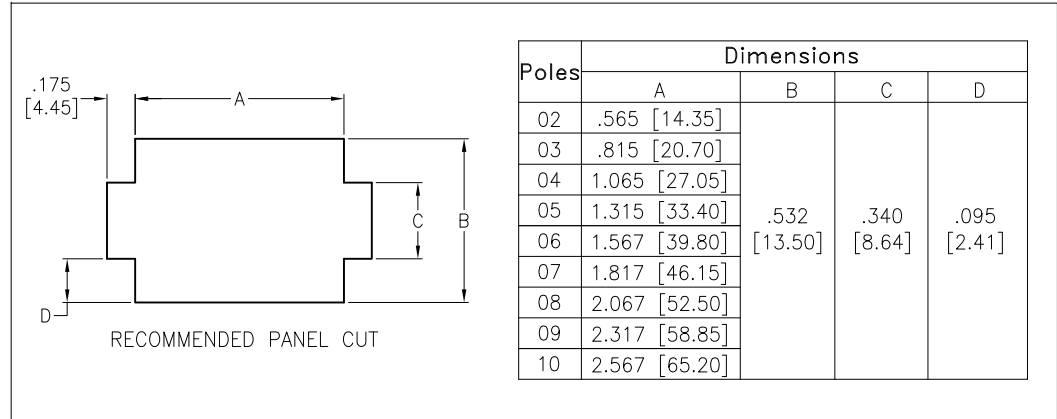 .175
[4.45]
A
C
B
D
RECOMMENDED PANEL CUT
Poles Dimensions
A B C D
02 .565 [14.35]
03 .815 [20.70]
04 1.065 [27.05]
05 1.315 [33.40]
06 1.567 [39.80]
07 1.817 [46.15]
08 2.067 [52.50]
09 2.317 [58.85]
10 2.567 [65.20]
.532 .340 .095
[13.50] [8.64] [2.41]